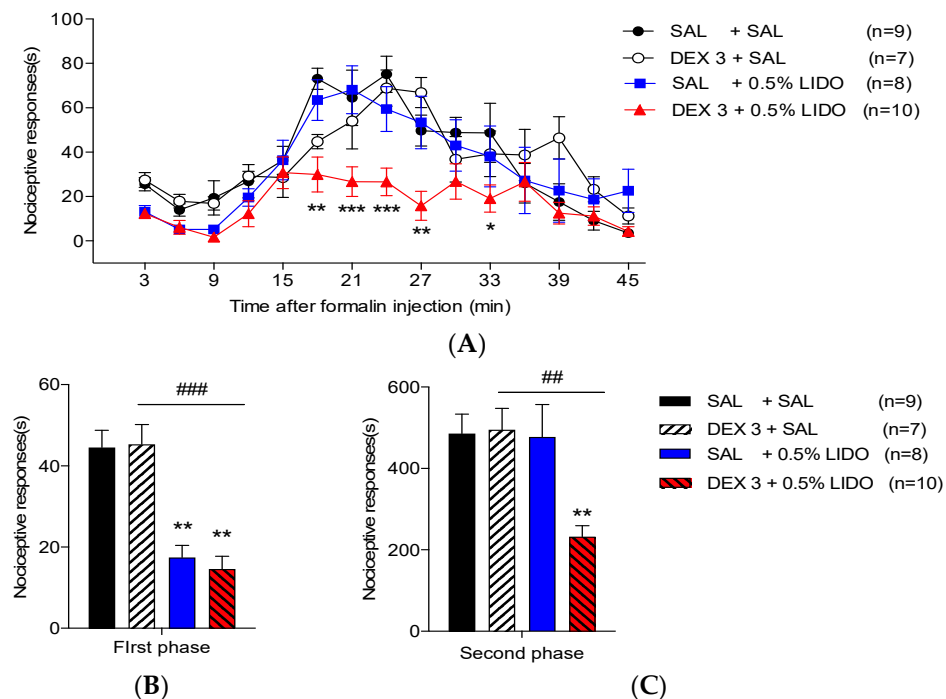 100
80
60
40
20
0
Nociceptive responses(s)
SAL + SAL (n=9)
DEX 3 + SAL (n=7)
SAL + 0.5% LIDO (n=8)
DEX 3 + 0.5% LIDO (n=10)
** *** *** ** *
3 9 15 21 27 33 39 45
Time after formalin injection (min)
(A)
60
40
20
0
Nociceptive responses(s)
###
** **
FIrst phase
(B)
600
400
200
0
Nociceptive responses(s)
##
**
Second phase
(C)
SAL + SAL (n=9)
DEX 3 + SAL (n=7)
SAL + 0.5% LIDO (n=8)
DEX 3 + 0.5% LIDO (n=10)